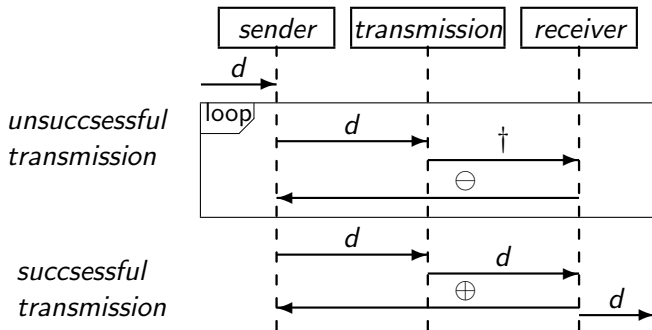 sender transmission receiver
d
loop
unsuccsessful
d
transmission
†
⊖
d
succsessful
d
⊕
transmission
d